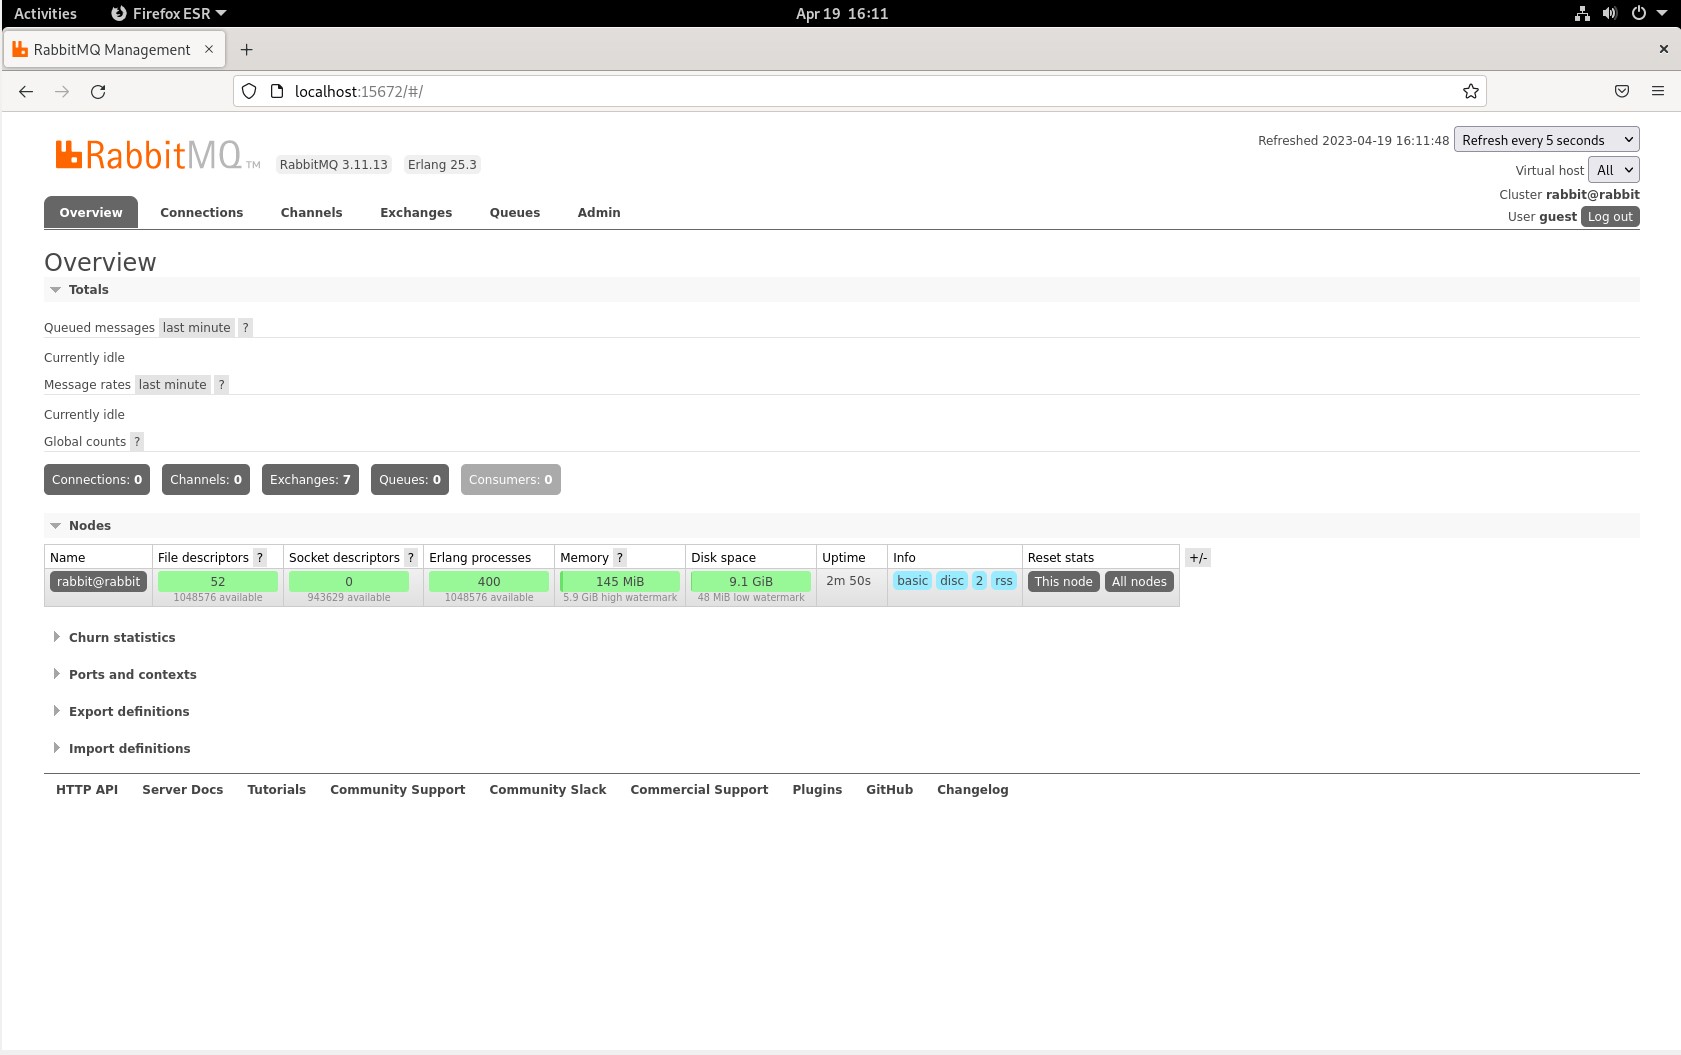 Activities Firefox ESR Apr 19 16:11
RabbitMQ Management
localhost:15672/#/
RabbitMQ TM RabbitMQ 3.11.13 Erlang 25.3
Refreshed 2023-04-19 16:11:48 Refresh every 5 seconds
Virtual host All
Cluster rabbit@rabbit
User guest Log out
Overview Connections Channels Exchanges Queues Admin
Overview
Totals
Queued messages last minute ?
Currently idle
Message rates last minute ?
Currently idle
Global counts ?
Connections: 0 Channels: 0 Exchanges: 7 Queues: 0 Consumers: 0
Nodes
Name File descriptors ? Socket descriptors ? Erlang processes Memory ? Disk space Uptime Info Reset stats +/-
rabbit@rabbit 52 0 400 145 MiB 9.1 GiB 2m 50s basic disc 2 rss This node All nodes
1048576 available 943629 available 1048576 available 5.9 GiB high watermark 48 MiB low watermark
Churn statistics
Ports and contexts
Export definitions
Import definitions
HTTP API Server Docs Tutorials Community Support Community Slack Commercial Support Plugins GitHub Changelog